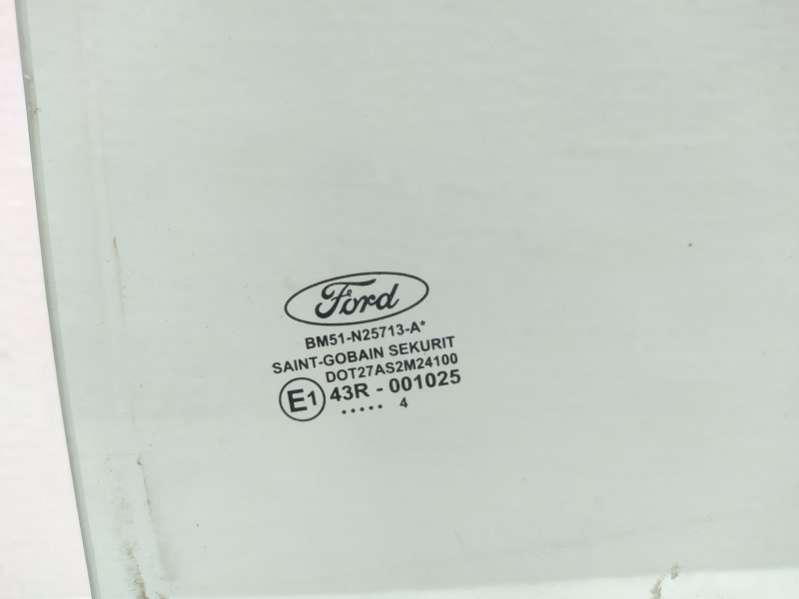 Ford
BM51-N25713-A*
SAINT-GOBAIN SEKURIT
DOT27AS2M24100
E1 43R - 001025
..... 4